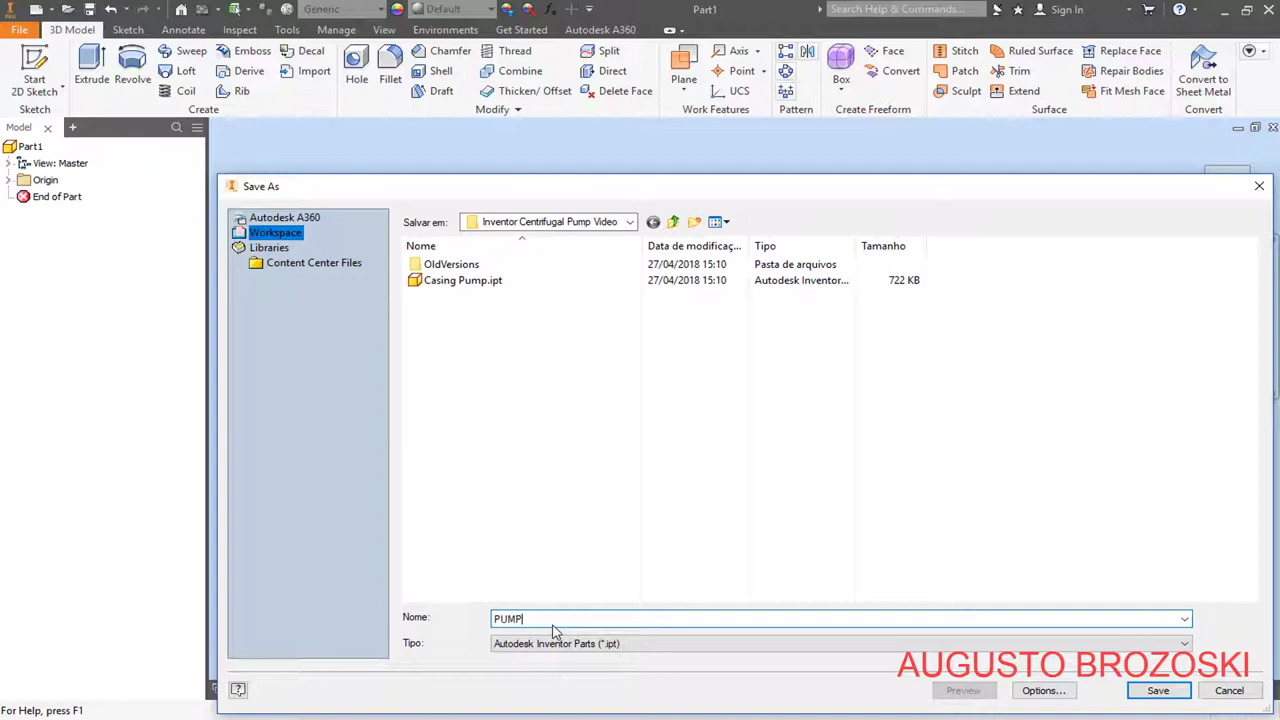 Generic Default Part1 Search Help & Commands... Sign In
File 3D Model Sketch Annotate Inspect Tools Manage View Environments Get Started Autodesk A360
Start 2D Sketch Extrude Revolve Sweep Emboss Decal Hole Fillet Chamfer Thread Split Plane Axis Box Face Stitch Ruled Surface Replace Face Convert to Sheet Metal
Loft Derive Import Shell Combine Direct Point Convert Patch Trim Repair Bodies
Coil Rib Draft Thicken/ Offset Delete Face UCS Sculpt Extend Fit Mesh Face
Sketch Create Modify Work Features Pattern Create Freeform Surface Convert
Model
Part1
View: Master
Origin
End of Part
Save As
Autodesk A360
Workspace
Libraries
Content Center Files
Salvar em: Inventor Centrifugal Pump Video
Nome Data de modificaç... Tipo Tamanho
OldVersions 27/04/2018 15:10 Pasta de arquivos
Casing Pump.ipt 27/04/2018 15:10 Autodesk Inventor... 722 KB
Nome: PUMP
Tipo: Autodesk Inventor Parts (*.ipt)
AUGUSTO BROZOSKI
Preview Options... Save Cancel
For Help, press F1